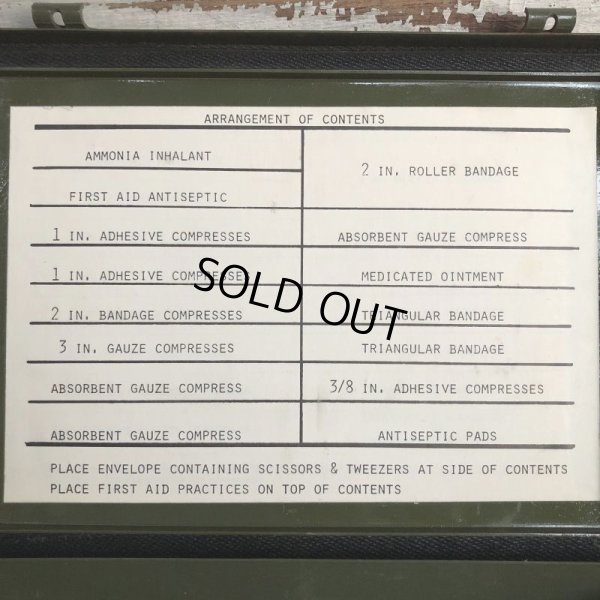 ARRANGEMENT OF CONTENTS
AMMONIA INHALANT
2 IN. ROLLER BANDAGE
FIRST AID ANTISEPTIC
1 IN. ADHESIVE COMPRESSES
ABSORBENT GAUZE COMPRESS
1 IN. ADHESIVE COMPRESSES
MEDICATED OINTMENT
SOLD OUT
2 IN. BANDAGE COMPRESSES
TRIANGULAR BANDAGE
3 IN. GAUZE COMPRESSES
TRIANGULAR BANDAGE
ABSORBENT GAUZE COMPRESS
3/8 IN. ADHESIVE COMPRESSES
ABSORBENT GAUZE COMPRESS
ANTISEPTIC PADS
PLACE ENVELOPE CONTAINING SCISSORS & TWEEZERS AT SIDE OF CONTENTS
PLACE FIRST AID PRACTICES ON TOP OF CONTENTS